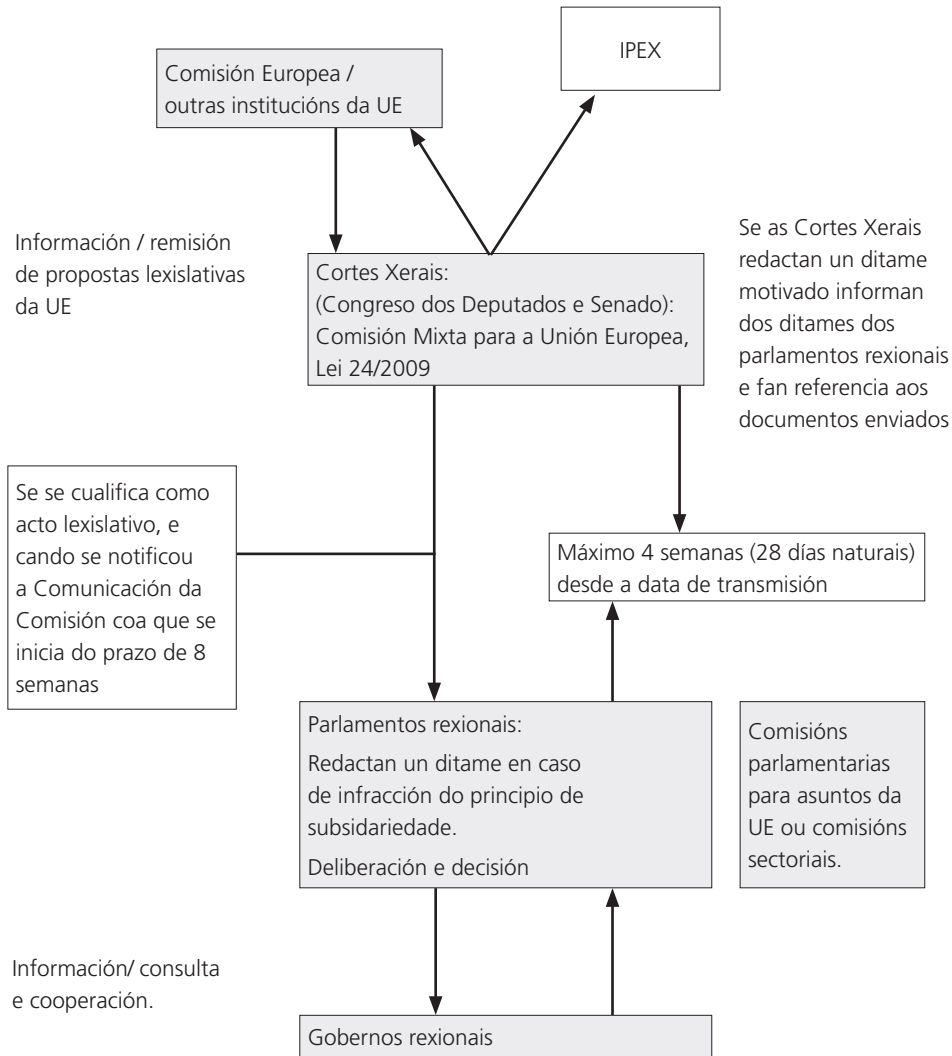 IPEX
Comisión Europea /
outras institucións da UE
Información / remisión
de propostas lexislativas
da UE
Cortes Xerais:
(Congreso dos Deputados e Senado):
Comisión Mixta para a Unión Europea,
Lei 24/2009
Se as Cortes Xerais
redactan un ditame
motivado informan
dos ditames dos
parlamentos rexionais
e fan referencia aos
documentos enviados
Se se cualifica como
acto lexislativo, e
cando se notificou
a Comunicación da
Comisión coa que se
inicia do prazo de 8
semanas
Máximo 4 semanas (28 días naturais)
desde a data de transmisión
Parlamentos rexionais:
Redactan un ditame en caso
de infracción do principio de
subsidariedade.
Deliberación e decisión
Comisións
parlamentarias
para asuntos da
UE ou comisións
sectoriais.
Información/ consulta
e cooperación.
Gobernos rexionais